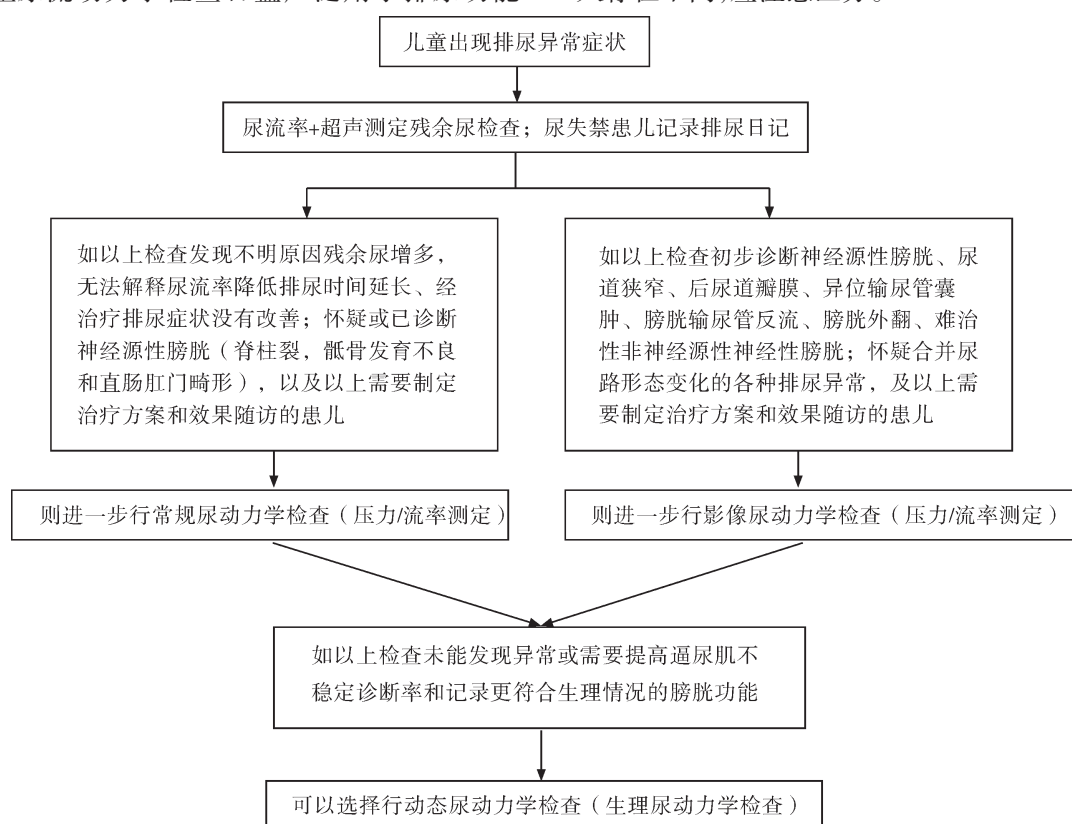 儿童出现排尿异常症状
尿流率+超声测定残余尿检查；尿失禁患儿记录排尿日记
如以上检查发现不明原因残余尿增多，
无法解释尿流率降低排尿时间延长、经
治疗排尿症状没有改善；怀疑或已诊断
神经源性膀胱（脊柱裂，骶骨发育不良
和直肠肛门畸形），以及以上需要制定
治疗方案和效果随访的患儿
如以上检查初步诊断神经源性膀胱、尿
道狭窄、后尿道瓣膜、异位输尿管囊
肿、膀胱输尿管反流、膀胱外翻、难治
性非神经源性神经性膀胱；怀疑合并尿
路形态变化的各种排尿异常，及以上需
要制定治疗方案和效果随访的患儿
则进一步行常规尿动力学检查（压力/流率测定）
则进一步行影像尿动力学检查（压力/流率测定）
如以上检查未能发现异常或需要提高逼尿肌不
稳定诊断率和记录更符合生理情况的膀胱功能
可以选择行动态尿动力学检查（生理尿动力学检查）